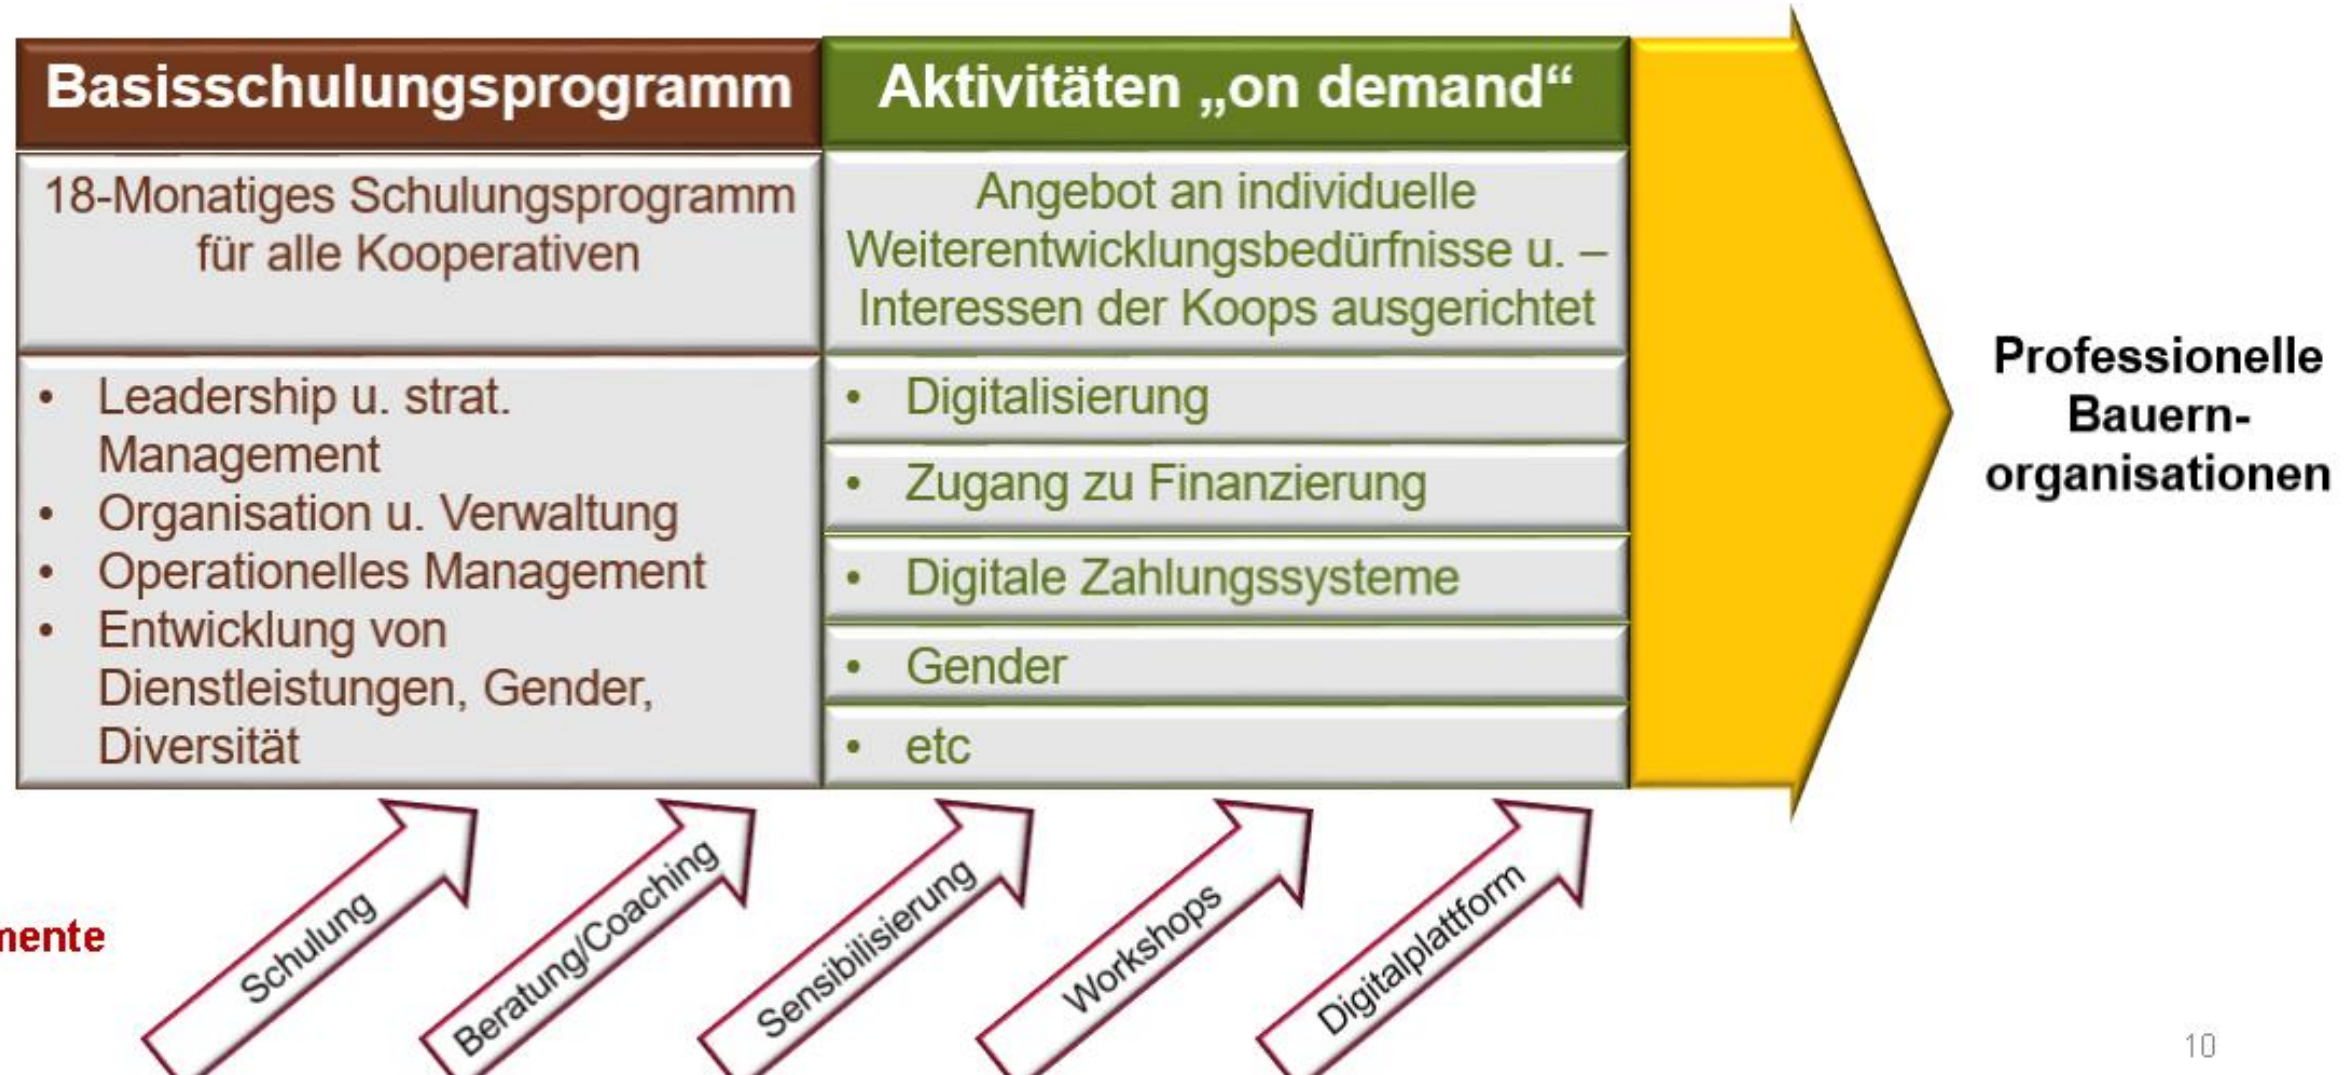 Basisschulungsprogramm
18-Monatiges Schulungsprogramm
für alle Kooperativen
• Leadership u. strat.
Management
• Organisation u. Verwaltung
• Operationelles Management
• Entwicklung von
Dienstleistungen, Gender,
Diversität
Aktivitäten „on demand“
Angebot an individuelle
Weiterentwicklungsbedürfnisse u. –
Interessen der Koops ausgerichtet
• Digitalisierung
• Zugang zu Finanzierung
• Digitale Zahlungssysteme
• Gender
• etc
Professionelle
Bauern-
organisationen
Schulung
Beratung/Coaching
Sensibilisierung
Workshops
Digitalplattform
10